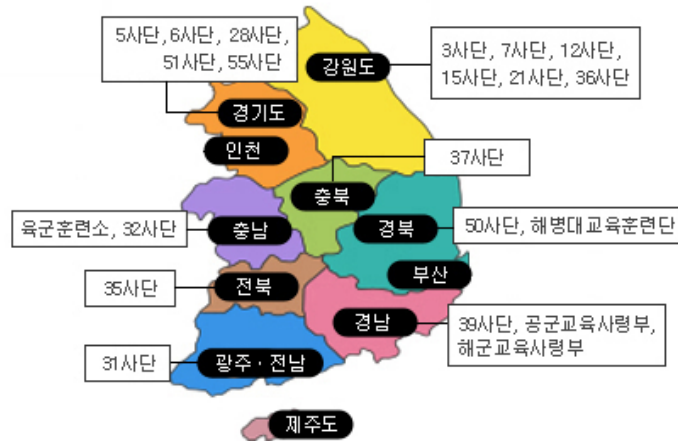 5사단, 6사단, 28사단,
51사단, 55사단
강원도
3사단, 7사단, 12사단,
15사단, 21사단, 36사단
경기도
인천
37사단
충북
육군훈련소, 32사단
충남
경북
50사단, 해병대교육훈련단
부산
35사단
전북
경남
39사단, 공군교육사령부,
해군교육사령부
31사단
광주·전남
제주도